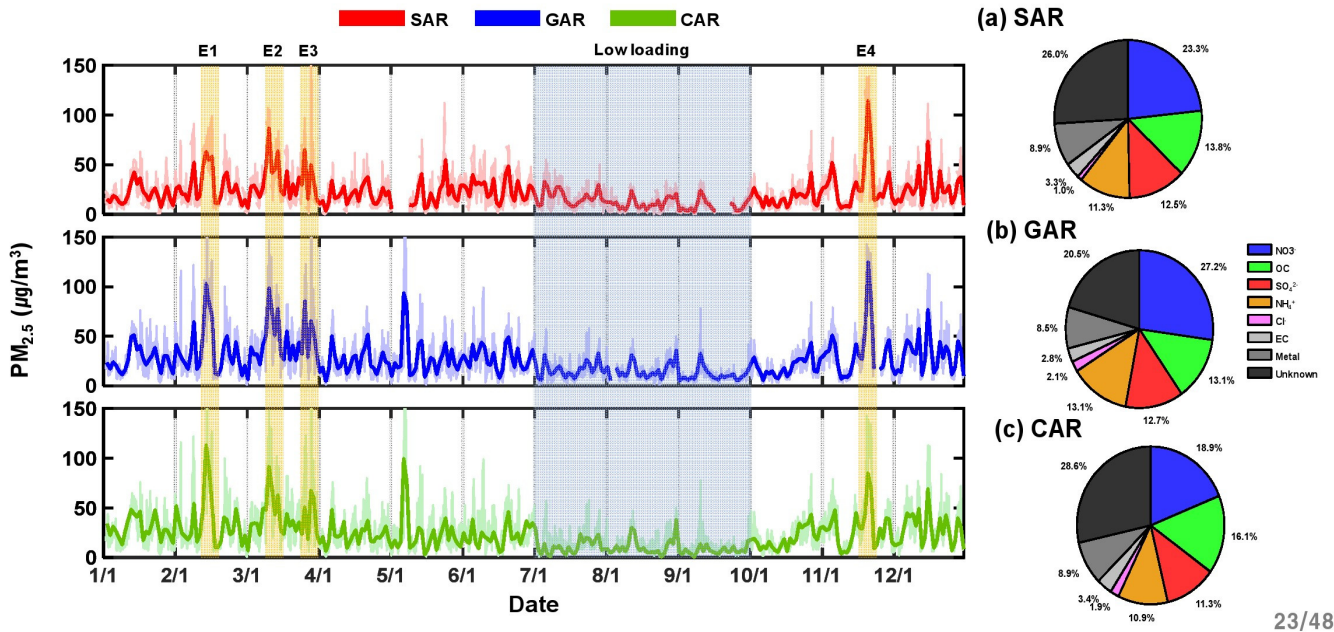 SAR GAR CAR
E1 E2 E3 Low loading E4
150
100
50
0
150
100
50
0
150
100
50
0
PM2.5 (μg/m³)
1/1 2/1 3/1 4/1 5/1 6/1 7/1 8/1 9/1 10/1 11/1 12/1
Date
(a) SAR
26.0% 23.3%
8.9% 13.8%
3.3%
1.0%
11.3% 12.5%
(b) GAR
20.5% 27.2%
8.5%
2.8%
2.1% 13.1%
13.1% 12.7%
NO3⁻
OC
SO₄²⁻
NH₄⁺
Cl⁻
EC
Metal
Unknown
(c) CAR
28.6% 18.9%
16.1%
8.9%
3.4%
1.9% 11.3%
10.9%
23/48